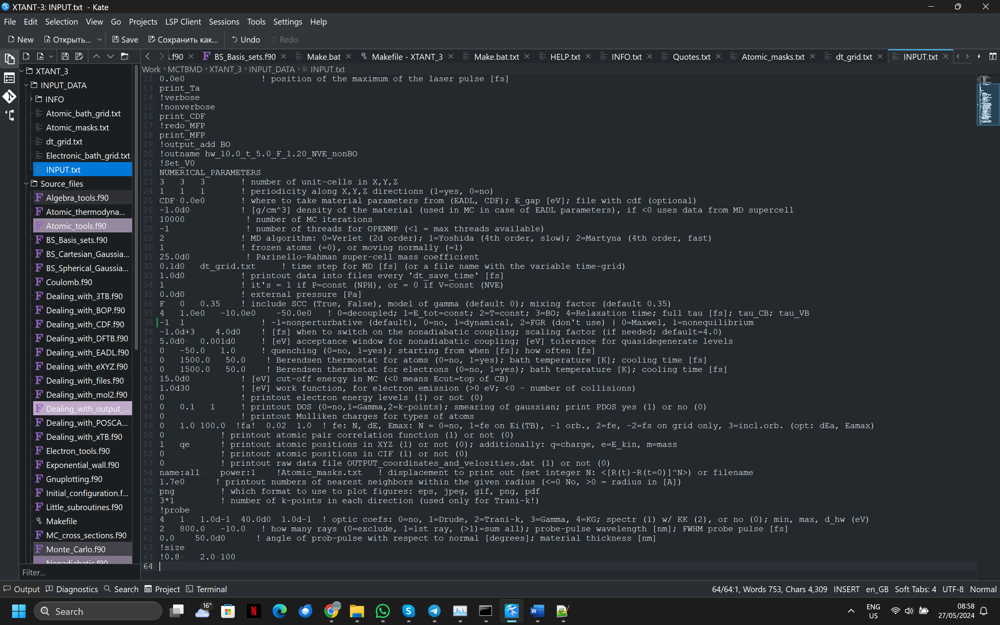 XTANT-3: INPUT.txt - Kate
File Edit Selection View Go Projects LSP Client Sessions Tools Settings Help
New Открыть... Save Сохранить как... Undo Redo
;.f90 BS_Basis_sets.f90 Make.bat Makefile - XTANT_3 Make.bat.txt HELP.txt INFO.txt Quotes.txt Atomic_masks.txt dt_grid.txt INPUT.txt
Work > MCTBMD > XTANT_3 > INPUT_DATA > INPUT.txt
XTANT_3
INPUT_DATA
INFO
Atomic_bath_grid.txt
Atomic_masks.txt
dt_grid.txt
Electronic_bath_grid.txt
INPUT.txt
Source_files
Algebra_tools.f90
Atomic_thermodyna...
Atomic_tools.f90
BS_Basis_sets.f90
BS_Cartesian_Gaussia...
BS_Spherical_Gaussia...
Coulomb.f90
Dealing_with_3TB.f90
Dealing_with_BOP.f90
Dealing_with_CDF.f90
Dealing_with_DFTB.f90
Dealing_with_EADL.f90
Dealing_with_eXYZ.f90
Dealing_with_files.f90
Dealing_with_mol2.f90
Dealing_with_output_...
Dealing_with_POSCA...
Dealing_with_xTB.f90
Electron_tools.f90
Exponential_wall.f90
Gnuplotting.f90
Initial_configuration.f...
Little_subroutines.f90
Makefile
MC_cross_sections.f90
Monte_Carlo.f90
Nonadiabatic.f90
Filter...
12 0.0e0 ! position of the maximum of the laser pulse [fs]
13 print_Ta
14 !verbose
15 !nonverbose
16 print_CDF
17 !redo_MFP
18 print_MFP
19 !output_add BO
20 !outname hw_10.0_t_5.0_F_1.20_NVE_nonBO
21 !Set_V0
22 NUMERICAL_PARAMETERS
23 3 3 3 ! number of unit-cells in X,Y,Z
24 1 1 1 ! periodicity along X,Y,Z directions (1=yes, 0=no)
25 CDF 0.0e0 ! where to take material parameters from (EADL, CDF); E_gap [eV]; file with cdf (optional)
26 -1.0d0 ! [g/cm^3] density of the material (used in MC in case of EADL parameters), if <0 uses data from MD supercell
27 10000 ! number of MC iterations
28 -1 ! number of threads for OPENMP (<1 = max threads available)
29 2 ! MD algorithm: 0=Verlet (2d order); 1=Yoshida (4th order, slow); 2=Martyna (4th order, fast)
30 1 ! frozen atoms (=0), or moving normally (=1)
31 25.0d0 ! Parinello-Rahman super-cell mass coefficient
32 0.1d0 dt_grid.txt ! time step for MD [fs] (or a file name with the variable time-grid)
33 1.0d0 ! printout data into files every 'dt_save_time' [fs]
34 1 ! it's = 1 if P=const (NPH), or = 0 if V=const (NVE)
35 0.0d0 ! external pressure [Pa]
36 F 0 0.35 ! include SCC (True, False), model of gamma (default 0); mixing factor (default 0.35)
37 4 1.0e0 -10.0e0 -50.0e0 ! 0=decoupled; 1=E_tot=const; 2=T=const; 3=BO; 4=Relaxation time; full tau [fs]; tau_CB; tau_VB
38 -1 1 ! -1=nonperturbative (default), 0=no, 1=dynamical, 2=FGR (don't use) | 0=Maxwel, 1=nonequilibrium
39 -1.0d+3 4.0d0 ! [fs] when to switch on the nonadiabatic coupling; scaling factor (if needed; default=4.0)
40 5.0d0 0.001d0 ! [eV] acceptance window for nonadiabatic coupling; [eV] tolerance for quasidegenerate levels
41 0 -50.0 1.0 ! quenching (0=no, 1=yes); starting from when [fs]; how often [fs]
42 0 1500.0 50.0 ! Berendsen thermostat for atoms (0=no, 1=yes); bath temperature [K]; cooling time [fs]
43 0 1500.0 50.0 ! Berendsen thermostat for electrons (0=no, 1=yes); bath temperature [K]; cooling time [fs]
44 15.0d0 ! [eV] cut-off energy in MC (<0 means Ecut=top of CB)
45 1.0d30 ! [eV] work function, for electron emission (>0 eV; <0 - number of collisions)
46 0 ! printout electron energy levels (1) or not (0)
47 0 0.1 1 ! printout DOS (0=no,1=Gamma,2=k-points); smearing of gaussian; print PDOS yes (1) or no (0)
48 0 ! printout Mulliken charges for types of atoms
49 0 1.0 100.0 !fa! 0.02 1.0 ! fe: N, dE, Emax: N = 0=no, 1=fe on Ei(TB), -1 orb., 2=fe, -2=fs on grid only, 3=incl.orb. (opt: dEa, Eamax)
50 0 ! printout atomic pair correlation function (1) or not (0)
51 1 qe ! printout atomic positions in XYZ (1) or not (0); additionally: q=charge, e=E_kin, m=mass
52 0 ! printout atomic positions in CIF (1) or not (0)
53 0 ! printout raw data file OUTPUT_coordinates_and_velosities.dat (1) or not (0)
54 name:all power:1 !Atomic_masks.txt ! displacement to print out (set integer N: <[R(t)-R(t=0)]^N>) or filename
55 1.7e0 ! printout numbers of nearest neighbors within the given radius (<=0 No, >0 = radius in [A])
56 png ! which format to use to plot figures: eps, jpeg, gif, png, pdf
57 3*1 ! number of k-points in each direction (used only for Trani-k!)
58 !probe
59 4 1 1.0d-1 40.0d0 1.0d-1 ! optic coefs: 0=no, 1=Drude, 2=Trani-k, 3=Gamma, 4=KG; spectr (1) w/ KK (2), or no (0); min, max, d_hw (eV)
60 2 800.0 -10.0 ! how many rays (0=exclude, 1=1st ray, (>1)=sum all); probe-pulse wavelength [nm]; FWHM probe pulse [fs]
61 0.0 50.0d0 ! angle of prob-pulse with respect to normal [degrees]; material thickness [nm]
62 !size
63 !0.8 2.0 100
64
Output Diagnostics Search Project Terminal
64/64:1, Words 753, Chars 4,309 INSERT en_GB Soft Tabs: 4 UTF-8 Normal
Search
16°
ENG
US
08:58
27/05/2024